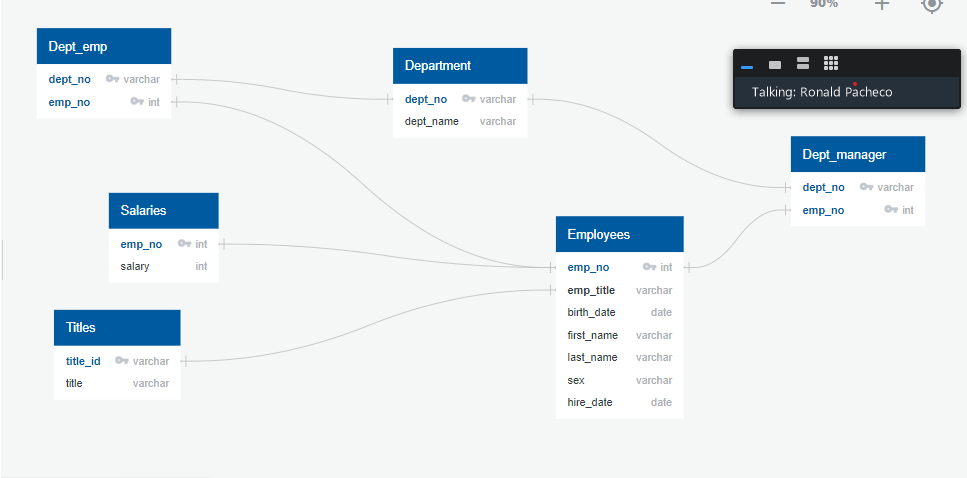 90%
Dept_emp
dept_no varchar
emp_no int
Department
dept_no varchar
dept_name varchar
Talking: Ronald Pacheco
Dept_manager
dept_no varchar
emp_no int
Salaries
emp_no int
salary int
Employees
emp_no int
emp_title varchar
birth_date date
first_name varchar
last_name varchar
sex varchar
hire_date date
Titles
title_id varchar
title varchar